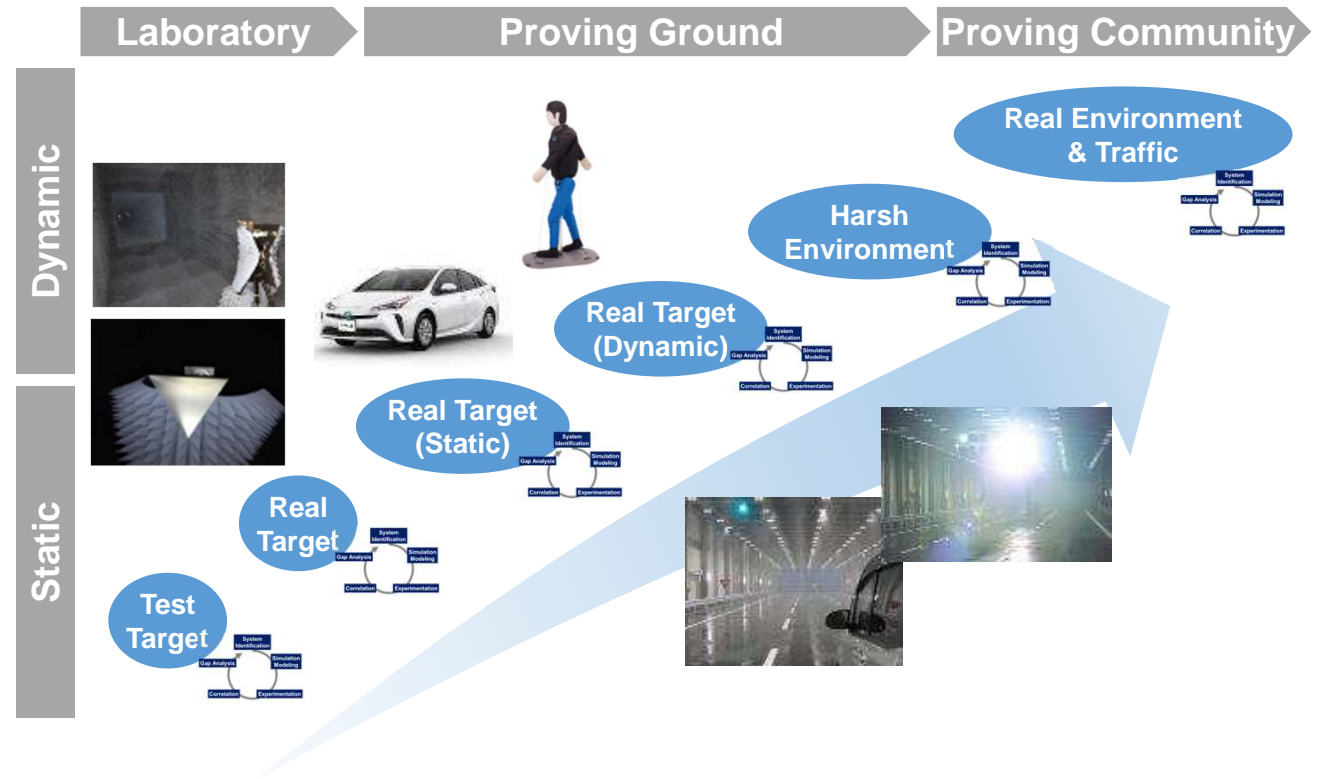 Laboratory
Proving Ground
Proving Community
Dynamic
Static
Real Environment
& Traffic
System
Identification
Gap Analysis
Simulation
Modeling
Correlation
Experimentation
Harsh
Environment
System
Identification
Gap Analysis
Simulation
Modeling
Correlation
Experimentation
Real Target
(Dynamic)
System
Identification
Gap Analysis
Simulation
Modeling
Correlation
Experimentation
Real Target
(Static)
System
Identification
Gap Analysis
Simulation
Modeling
Correlation
Experimentation
Real
Target
System
Identification
Gap Analysis
Simulation
Modeling
Correlation
Experimentation
Test
Target
System
Identification
Gap Analysis
Simulation
Modeling
Correlation
Experimentation